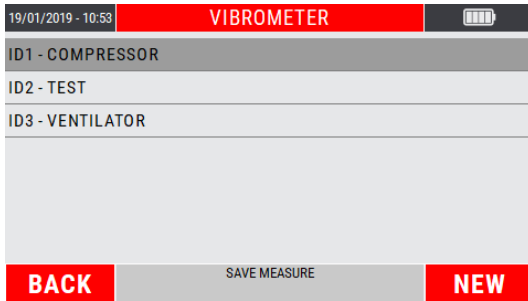 19/01/2019 - 10:53
VIBROMETER
ID1 - COMPRESSOR
ID2 - TEST
ID3 - VENTILATOR
BACK
SAVE MEASURE
NEW